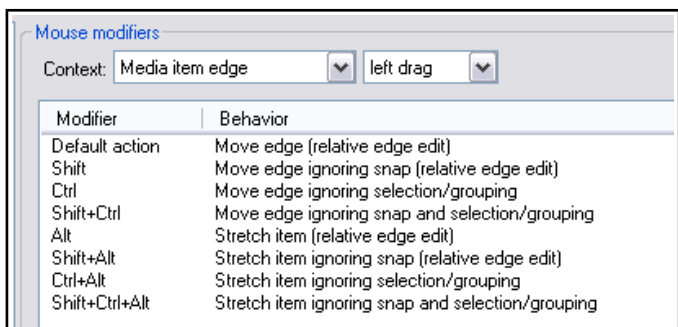 Mouse modifiers
Context: Media item edge left drag
Modifier Behavior
Default action Move edge (relative edge edit)
Shift Move edge ignoring snap (relative edge edit)
Ctrl Move edge ignoring selection/grouping
Shift+Ctrl Move edge ignoring snap and selection/grouping
Alt Stretch item (relative edge edit)
Shift+Alt Stretch item ignoring snap (relative edge edit)
Ctrl+Alt Stretch item ignoring selection/grouping
Shift+Ctrl+Alt Stretch item ignoring snap and selection/grouping